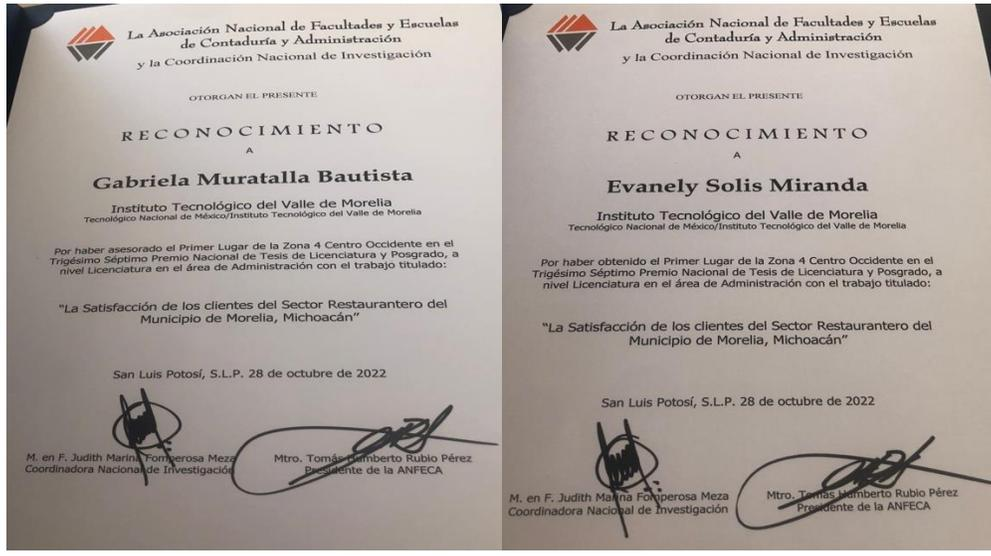 La Asociación Nacional de Facultades y Escuelas
de Contaduría y Administración
y la Coordinación Nacional de Investigación
OTORGAN EL PRESENTE
RECONOCIMIENTO
A
Gabriela Muratalla Bautista
Instituto Tecnológico del Valle de Morelia
Tecnológico Nacional de México/Instituto Tecnológico del Valle de Morelia
Por haber asesorado el Primer Lugar de la Zona 4 Centro Occidente en el
Trigésimo Séptimo Premio Nacional de Tesis de Licenciatura y Posgrado, a
nivel Licenciatura en el área de Administración con el trabajo titulado:
"La Satisfacción de los clientes del Sector Restaurantero del
Municipio de Morelia, Michoacán"
San Luis Potosí, S.L.P. 28 de octubre de 2022
M. en F. Judith Marina Fomperosa Meza
Coordinadora Nacional de Investigación
Mtro. Tomás Humberto Rubio Pérez
Presidente de la ANFECA
La Asociación Nacional de Facultades y Escuelas
de Contaduría y Administración
y la Coordinación Nacional de Investigación
OTORGAN EL PRESENTE
RECONOCIMIENTO
A
Evanely Solis Miranda
Instituto Tecnológico del Valle de Morelia
Tecnológico Nacional de México/Instituto Tecnológico del Valle de Morelia
Por haber obtenido el Primer Lugar de la Zona 4 Centro Occidente en el
Trigésimo Séptimo Premio Nacional de Tesis de Licenciatura y Posgrado, a
nivel Licenciatura en el área de Administración con el trabajo titulado:
"La Satisfacción de los clientes del Sector Restaurantero del
Municipio de Morelia, Michoacán"
San Luis Potosí, S.L.P. 28 de octubre de 2022
M. en F. Judith Marina Fomperosa Meza
Coordinadora Nacional de Investigación
Mtro. Tomás Humberto Rubio Pérez
Presidente de la ANFECA